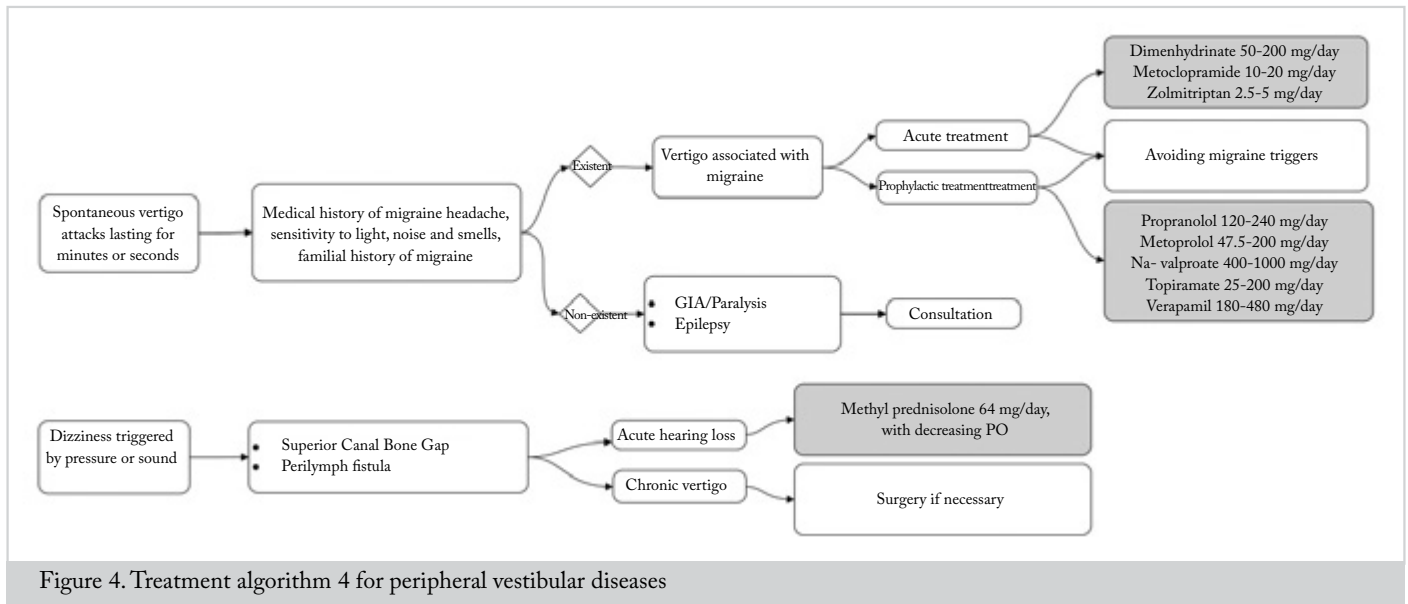 Spontaneous vertigo
attacks lasting for
minutes or seconds
Medical history of migraine headache,
sensitivity to light, noise and smells,
familial history of migraine
Existent
Vertigo associated with
migraine
Acute treatment
Prophylactic treatmenttreatment
Dimenhydrinate 50-200 mg/day
Metoclopramide 10-20 mg/day
Zolmitriptan 2.5-5 mg/day
Avoiding migraine triggers
Propranolol 120-240 mg/day
Metoprolol 47.5-200 mg/day
Na- valproate 400-1000 mg/day
Topiramate 25-200 mg/day
Verapamil 180-480 mg/day
Non-existent
• GIA/Paralysis
• Epilepsy
Consultation
Dizziness triggered
by pressure or sound
• Superior Canal Bone Gap
• Perilymph fistula
Acute hearing loss
Methyl prednisolone 64 mg/day,
with decreasing PO
Chronic vertigo
Surgery if necessary
Figure 4. Treatment algorithm 4 for peripheral vestibular diseases